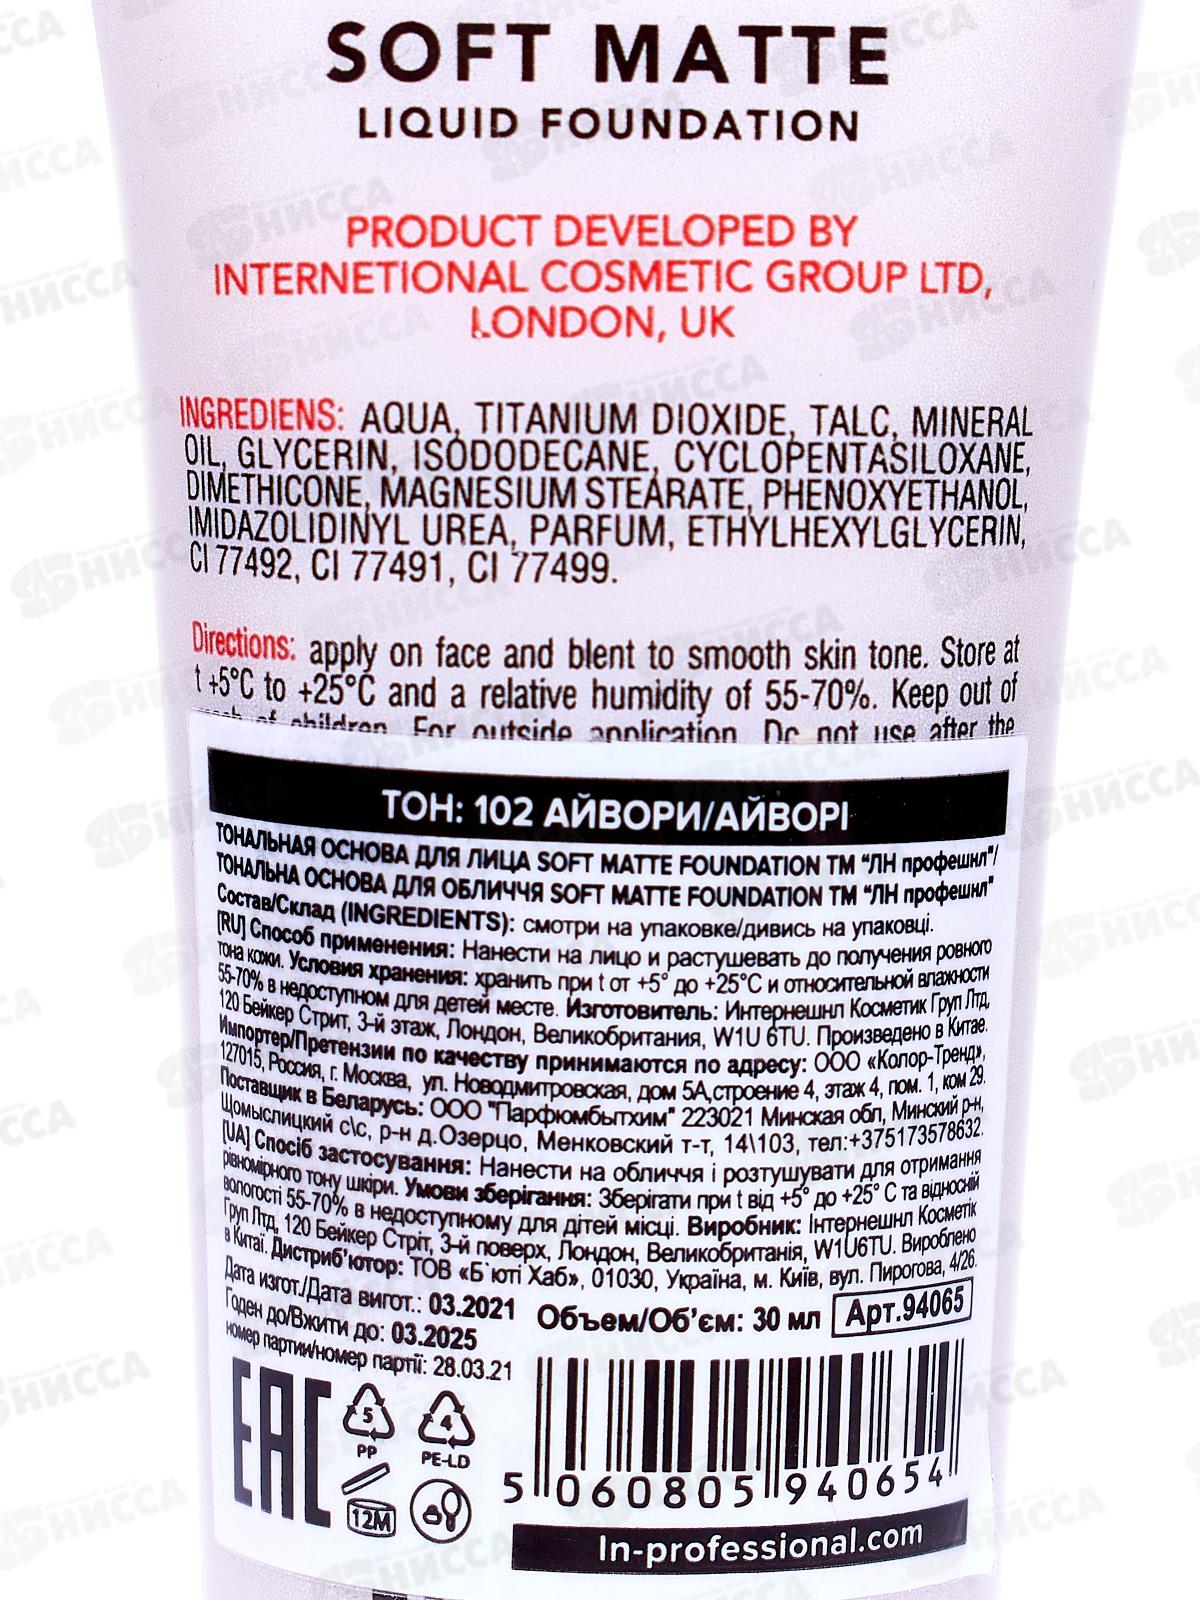 SOFT MATTE
LIQUID FOUNDATION
PRODUCT DEVELOPED BY
INTERNETIONAL COSMETIC GROUP LTD,
LONDON, UK
INGREDIENS: AQUA, TITANIUM DIOXIDE, TALC, MINERAL
OIL, GLYCERIN, ISODODECANE, CYCLOPENTASILOXANE,
DIMETHICONE, MAGNESIUM STEARATE, PHENOXYETHANOL,
IMIDAZOLIDINYL UREA, PARFUM, ETHYLHEXYLGLYCERIN,
CI 77492, CI 77491, CI 77499.
Directions: apply on face and blent to smooth skin tone. Store at
t +5°C to +25°C and a relative humidity of 55-70%. Keep out of
reach of children. For outside application. Do not use after the
ТОН: 102 АЙВОРИ/АЙВОРІ
ТОНАЛЬНАЯ ОСНОВА ДЛЯ ЛИЦА SOFT MATTE FOUNDATION ТМ "ЛН профешнл"/
ТОНАЛЬНА ОСНОВА ДЛЯ ОБЛИЧЧЯ SOFT MATTE FOUNDATION ТМ "ЛН профешнл"
Состав/Склад (INGREDIENTS): смотри на упаковке/дивись на упаковці.
[RU] Способ применения: Нанести на лицо и растушевать до получения ровного
тона кожи. Условия хранения: хранить при t от +5° до +25°С и относительной влажности
55-70% в недоступном для детей месте. Изготовитель: Интернешнл Косметик Груп Лтд,
120 Бейкер Стрит, 3-й этаж, Лондон, Великобритания, W1U 6TU. Произведено в Китае.
Импортер/Претензии по качеству принимаются по адресу: ООО «Колор-Тренд»,
127015, Россия, г. Москва, ул. Новодмитровская, дом 5А,строение 4, этаж 4, пом. 1, ком 29.
Поставщик в Беларусь: ООО "Парфюмбытхим" 223021 Минская обл, Минский р-н,
Щомыслицкий с\с, р-н д.Озерцо, Менковский т-т, 14\103, тел:+375173578632.
[UA] Спосіб застосування: Нанести на обличчя і розтушувати для отримання
рівномірного тону шкіри. Умови зберігання: Зберігати при t від +5° до +25° С та відносній
вологості 55-70% в недоступному для дітей місці. Виробник: Інтернешнл Косметік
Груп Лтд, 120 Бейкер Стріт, 3-й поверх, Лондон, Великобританія, W1U6TU. Вироблено
в Китаї. Дистриб'ютор: ТОВ «Б`юті Хаб», 01030, Україна, м. Київ, вул. Пирогова, 4/26.
Дата изгот./Дата вигот.: 03.2021
Годен до/Вжити до: 03.2025
номер партии/номер партії: 28.03.21
Объем/Об'єм: 30 мл
Арт.94065
EAC
5
PP
4
PE-LD
12M
5 060805 940654
ln-professional.com
НИССА